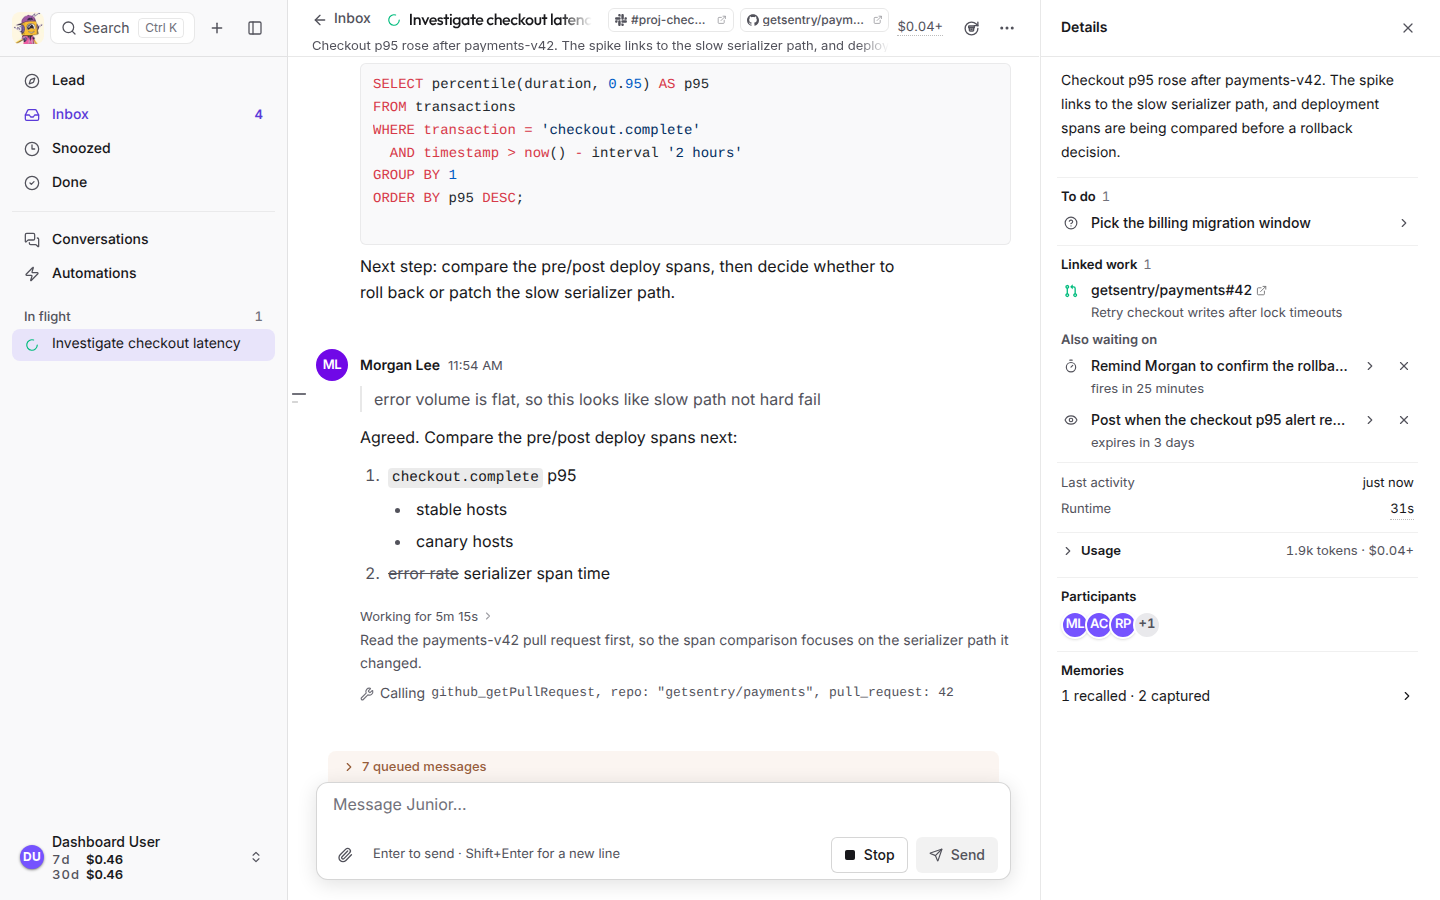 Search Ctrl K
Lead
Inbox 4
Snoozed
Done
Conversations
Automations
In flight 1
Investigate checkout latency
DU Dashboard User
7d $0.46
30d $0.46
Inbox
Investigate checkout laten
#proj-chec...
getsentry/paym...
$0.04+
Checkout p95 rose after payments-v42. The spike links to the slow serializer path, and deploy
SELECT percentile(duration, 0.95) AS p95
FROM transactions
WHERE transaction = 'checkout.complete'
AND timestamp > now() - interval '2 hours'
GROUP BY 1
ORDER BY p95 DESC;
Next step: compare the pre/post deploy spans, then decide whether to
roll back or patch the slow serializer path.
ML Morgan Lee 11:54 AM
error volume is flat, so this looks like slow path not hard fail
Agreed. Compare the pre/post deploy spans next:
1. checkout.complete p95
• stable hosts
• canary hosts
2. error rate serializer span time
Working for 5m 15s
Read the payments-v42 pull request first, so the span comparison focuses on the serializer path it
changed.
Calling github_getPullRequest, repo: "getsentry/payments", pull_request: 42
7 queued messages
Message Junior...
Enter to send · Shift+Enter for a new line
Stop
Send
Details
Checkout p95 rose after payments-v42. The spike
links to the slow serializer path, and deployment
spans are being compared before a rollback
decision.
To do 1
Pick the billing migration window
Linked work 1
getsentry/payments#42
Retry checkout writes after lock timeouts
Also waiting on
Remind Morgan to confirm the rollba...
fires in 25 minutes
Post when the checkout p95 alert re...
expires in 3 days
Last activity just now
Runtime 31s
Usage 1.9k tokens · $0.04+
Participants
ML AC RP +1
Memories
1 recalled · 2 captured